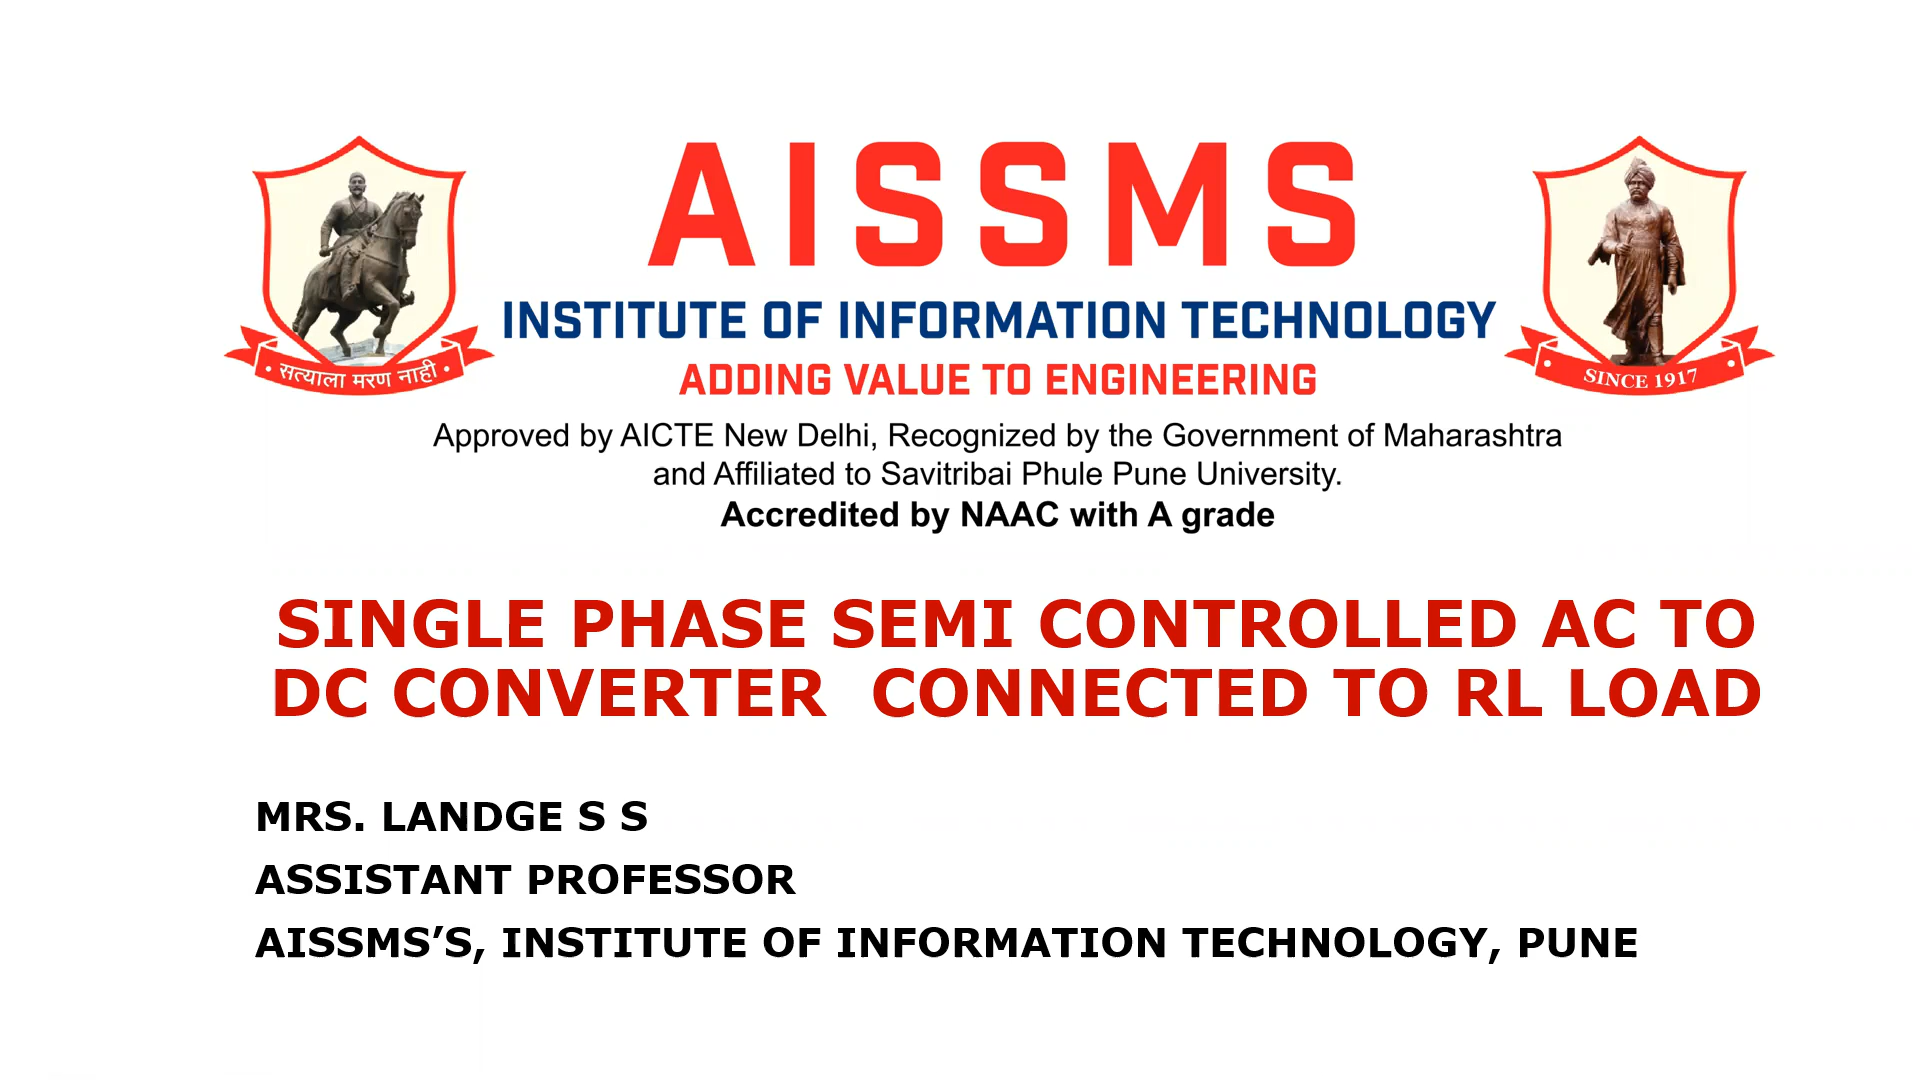 AISSMS
INSTITUTE OF INFORMATION TECHNOLOGY
ADDING VALUE TO ENGINEERING
सत्याला मरण नाही
SINCE 1917
Approved by AICTE New Delhi, Recognized by the Government of Maharashtra
and Affiliated to Savitribai Phule Pune University.
Accredited by NAAC with A grade
SINGLE PHASE SEMI CONTROLLED AC TO
DC CONVERTER CONNECTED TO RL LOAD
MRS. LANDGE S S
ASSISTANT PROFESSOR
AISSMS’S, INSTITUTE OF INFORMATION TECHNOLOGY, PUNE